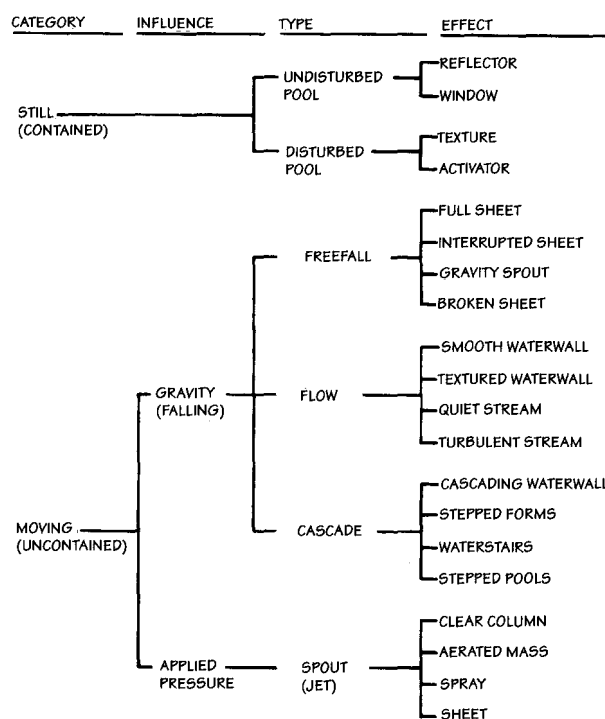 CATEGORY INFLUENCE TYPE EFFECT
REFLECTOR
UNDISTURBED
POOL
WINDOW
STILL
(CONTAINED)
TEXTURE
DISTURBED
POOL
ACTIVATOR
FULL SHEET
INTERRUPTED SHEET
FREEFALL
GRAVITY SPOUT
BROKEN SHEET
SMOOTH WATERWALL
TEXTURED WATERWALL
GRAVITY
(FALLING)
FLOW
QUIET STREAM
TURBULENT STREAM
CASCADING WATERWALL
STEPPED FORMS
MOVING
(UNCONTAINED)
CASCADE
WATERSTAIRS
STEPPED POOLS
CLEAR COLUMN
AERATED MASS
APPLIED
PRESSURE
SPOUT
(JET)
SPRAY
SHEET